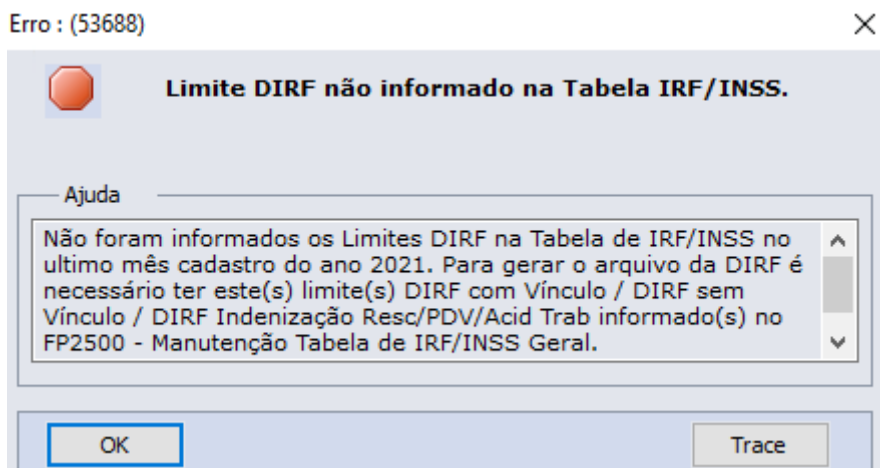 Erro : (53688)
Limite DIRF não informado na Tabela IRF/INSS.
Ajuda
Não foram informados os Limites DIRF na Tabela de IRF/INSS no
ultimo mês cadastro do ano 2021. Para gerar o arquivo da DIRF é
necessário ter este(s) limite(s) DIRF com Vínculo / DIRF sem
Vínculo / DIRF Indenização Resc/PDV/Acid Trab informado(s) no
FP2500 - Manutenção Tabela de IRF/INSS Geral.
OK
Trace